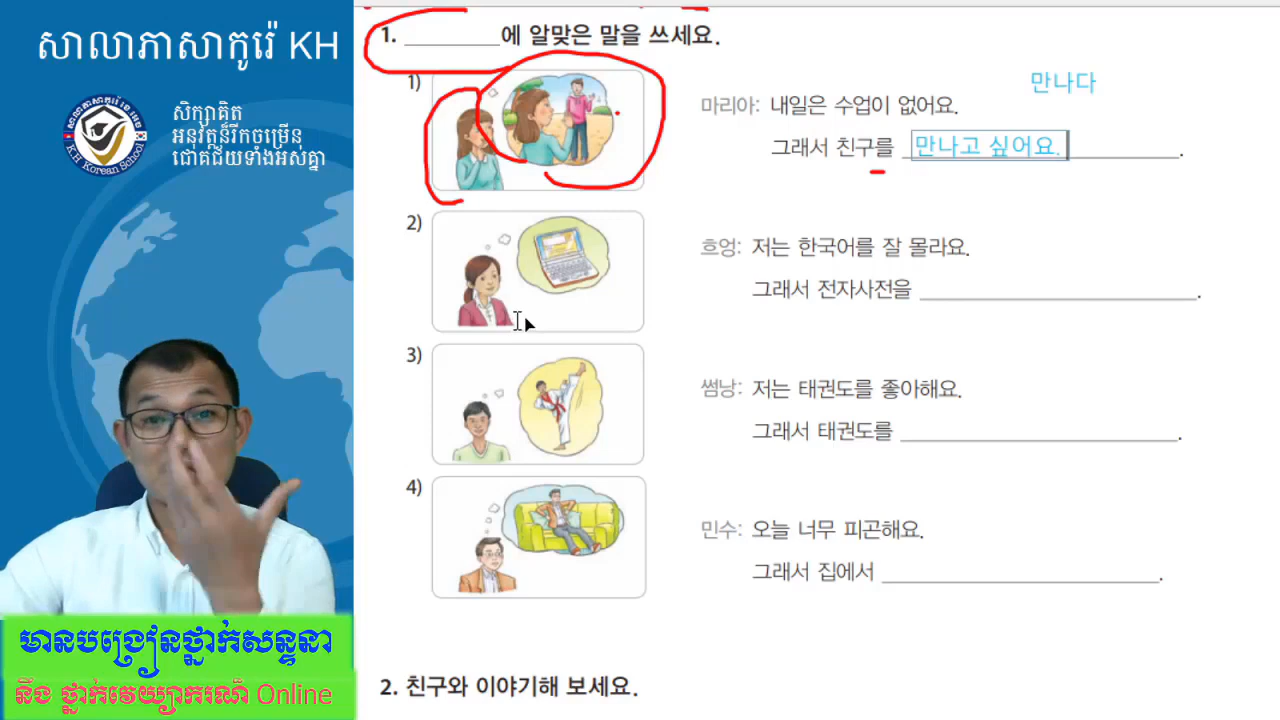 សាលាភាសាកូរ៉េ KH
សិក្សាគិត
អនុវត្តនឹវីកចម្រើន
ជោគជ័យទាំងអស់គ្នា
K H Korean School
មានបង្រៀនថ្នាក់សន្ទនា
និង ថ្នាក់វេយ្យាករណ៍ Online
1. ________에 알맞은 말을 쓰세요.
1)
만나다
마리아: 내일은 수업이 없어요.
그래서 친구를 만나고 싶어요. ________.
2)
흐엉: 저는 한국어를 잘 몰라요.
그래서 전자사전을 ________.
3)
썸낭: 저는 태권도를 좋아해요.
그래서 태권도를 ________.
4)
민수: 오늘 너무 피곤해요.
그래서 집에서 ________.
2. 친구와 이야기해 보세요.